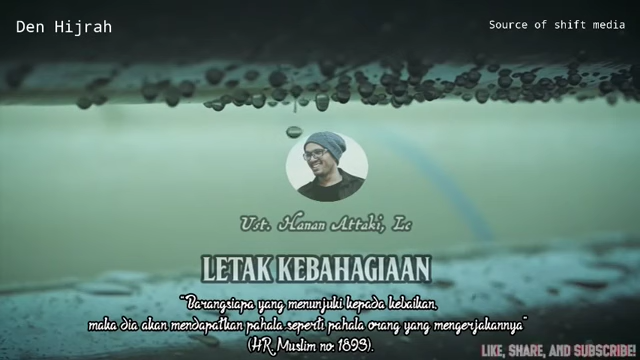 Den Hijrah
Source of shift media
Ust. Hanan Attaki, Lc
LETAK KEBAHAGIAAN
"Barangsiapa yang menunjuki kepada kebaikan,
maka dia akan mendapatkan pahala seperti pahala orang yang mengerjakannya"
(HR. Muslim no: 1893).
LIKE, SHARE, AND SUBSCRIBE!